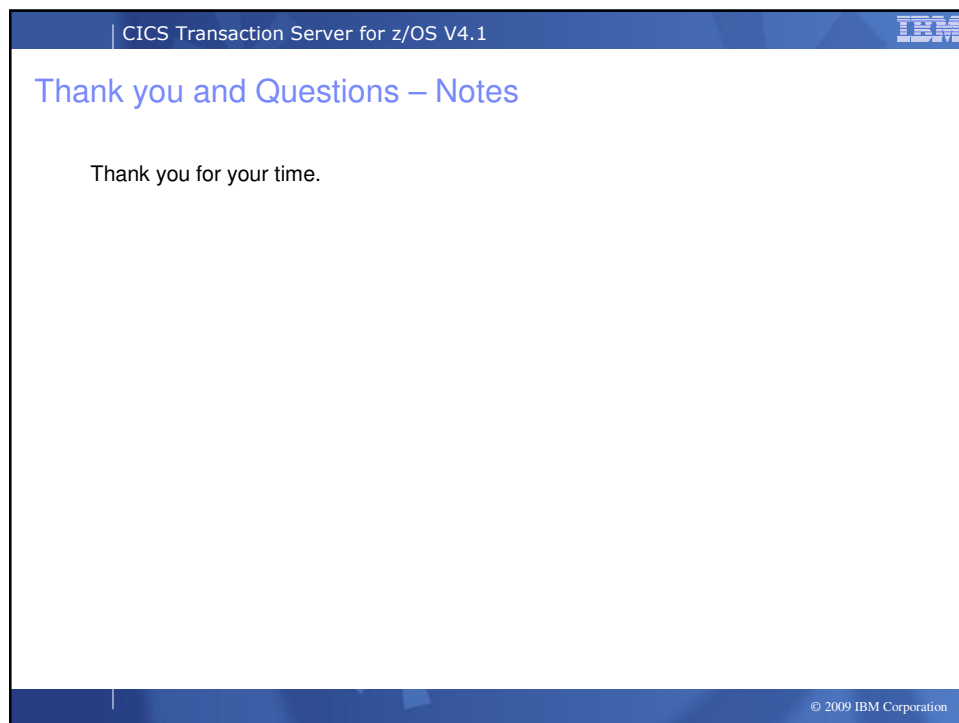 CICS Transaction Server for z/OS V4.1
IBM
Thank you and Questions – Notes
Thank you for your time.
© 2009 IBM Corporation